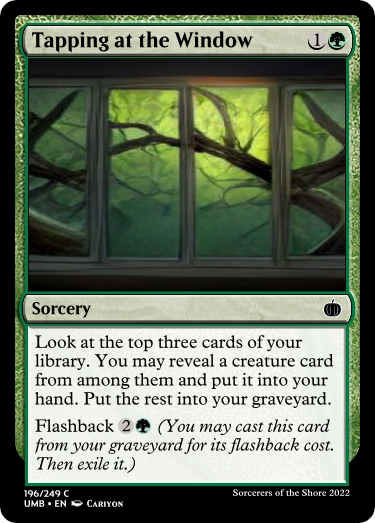 Tapping at the Window 1
Sorcery
Look at the top three cards of your
library. You may reveal a creature card
from among them and put it into your
hand. Put the rest into your graveyard.
Flashback 2 (You may cast this card
from your graveyard for its flashback cost.
Then exile it.)
196/249 C Sorcerers of the Shore 2022
UMB • EN Cariyon